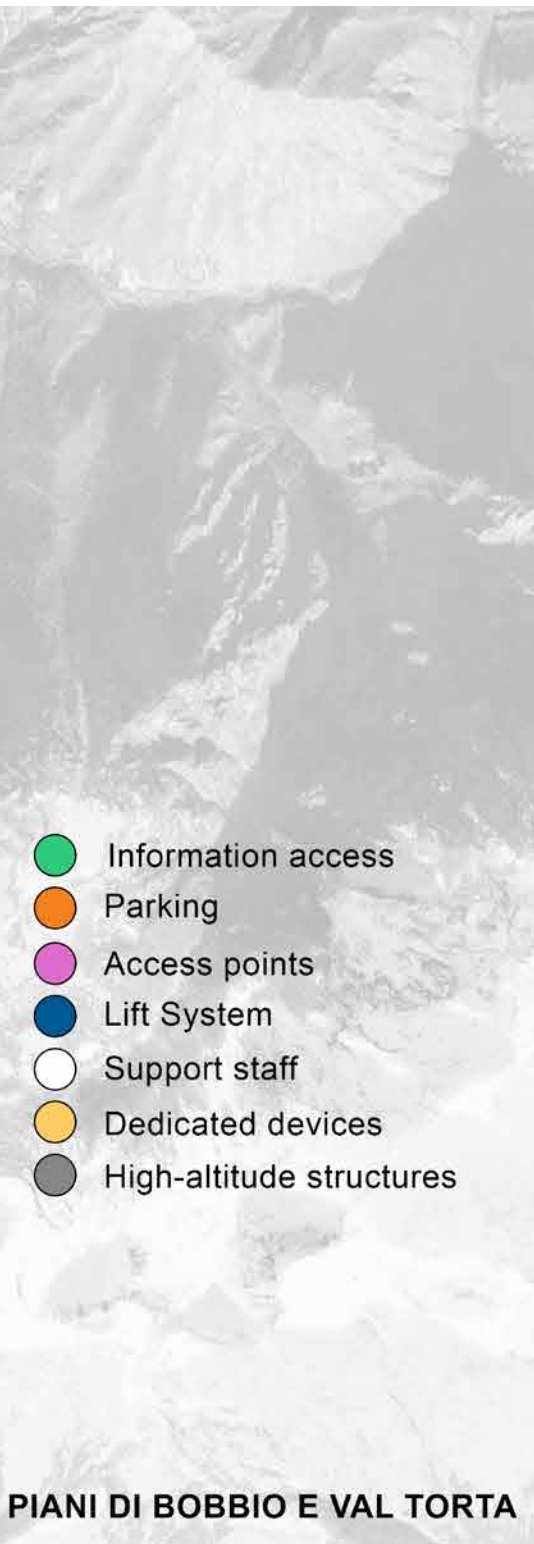 Information access
Parking
Access points
Lift System
Support staff
Dedicated devices
High-altitude structures
PIANI DI BOBBIO E VAL TORTA